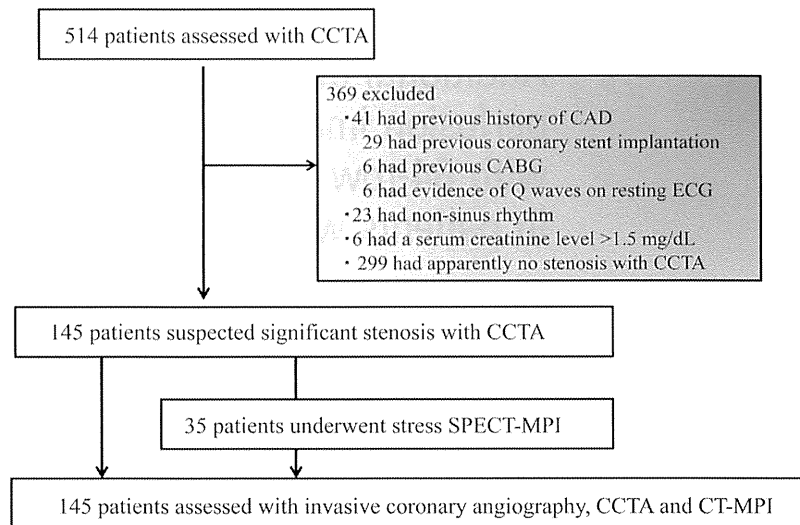 514 patients assessed with CCTA
369 excluded
・41 had previous history of CAD
29 had previous coronary stent implantation
6 had previous CABG
6 had evidence of Q waves on resting ECG
・23 had non-sinus rhythm
・6 had a serum creatinine level >1.5 mg/dL
・299 had apparently no stenosis with CCTA
145 patients suspected significant stenosis with CCTA
35 patients underwent stress SPECT-MPI
145 patients assessed with invasive coronary angiography, CCTA and CT-MPI